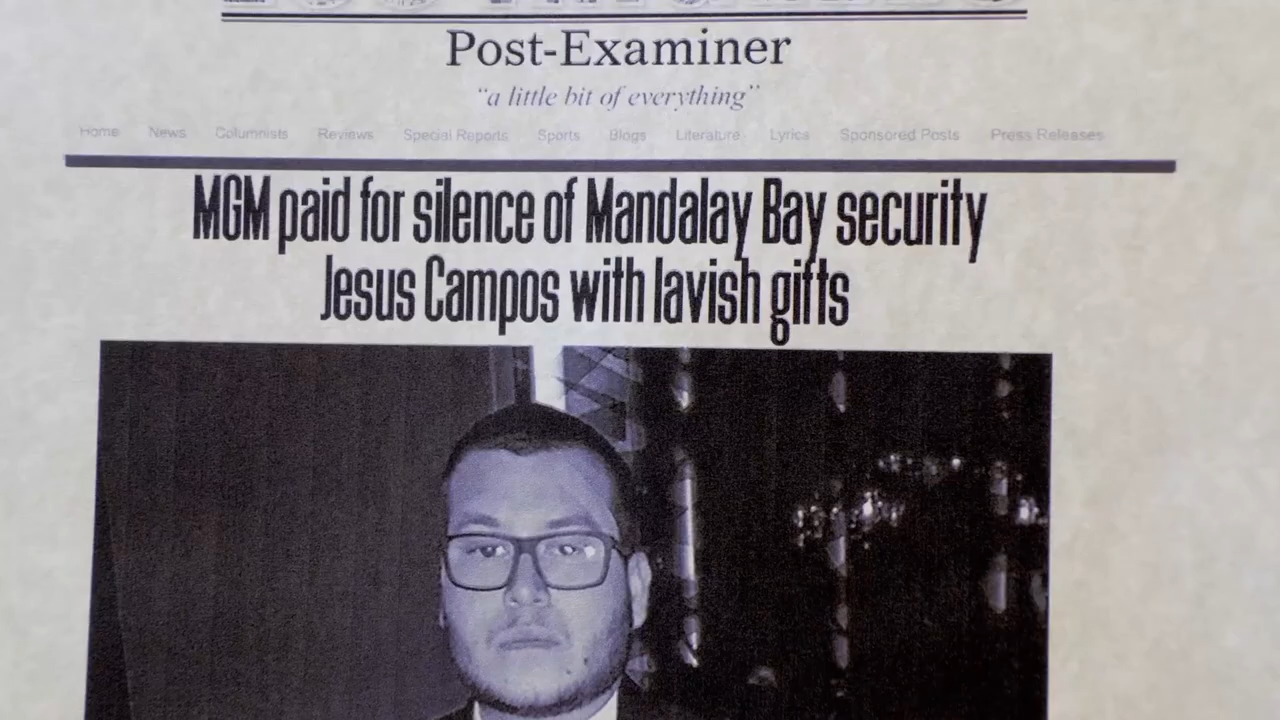 Post-Examiner
“a little bit of everything”
Home News Columnists Reviews Special Reports Sports Blogs Literature Lyrics Sponsored Posts Press Releases
MGM paid for silence of Mandalay Bay security
Jesus Campos with lavish gifts